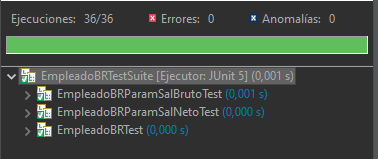 Ejecuciones: 36/36 Errores: 0 Anomalías: 0
EmpleadoBRTestSuite [Ejecutor: JUnit 5] (0,001 s)
EmpleadoBRParamSalBrutoTest (0,001 s)
EmpleadoBRParamSalNetoTest (0,000 s)
EmpleadoBRTest (0,000 s)